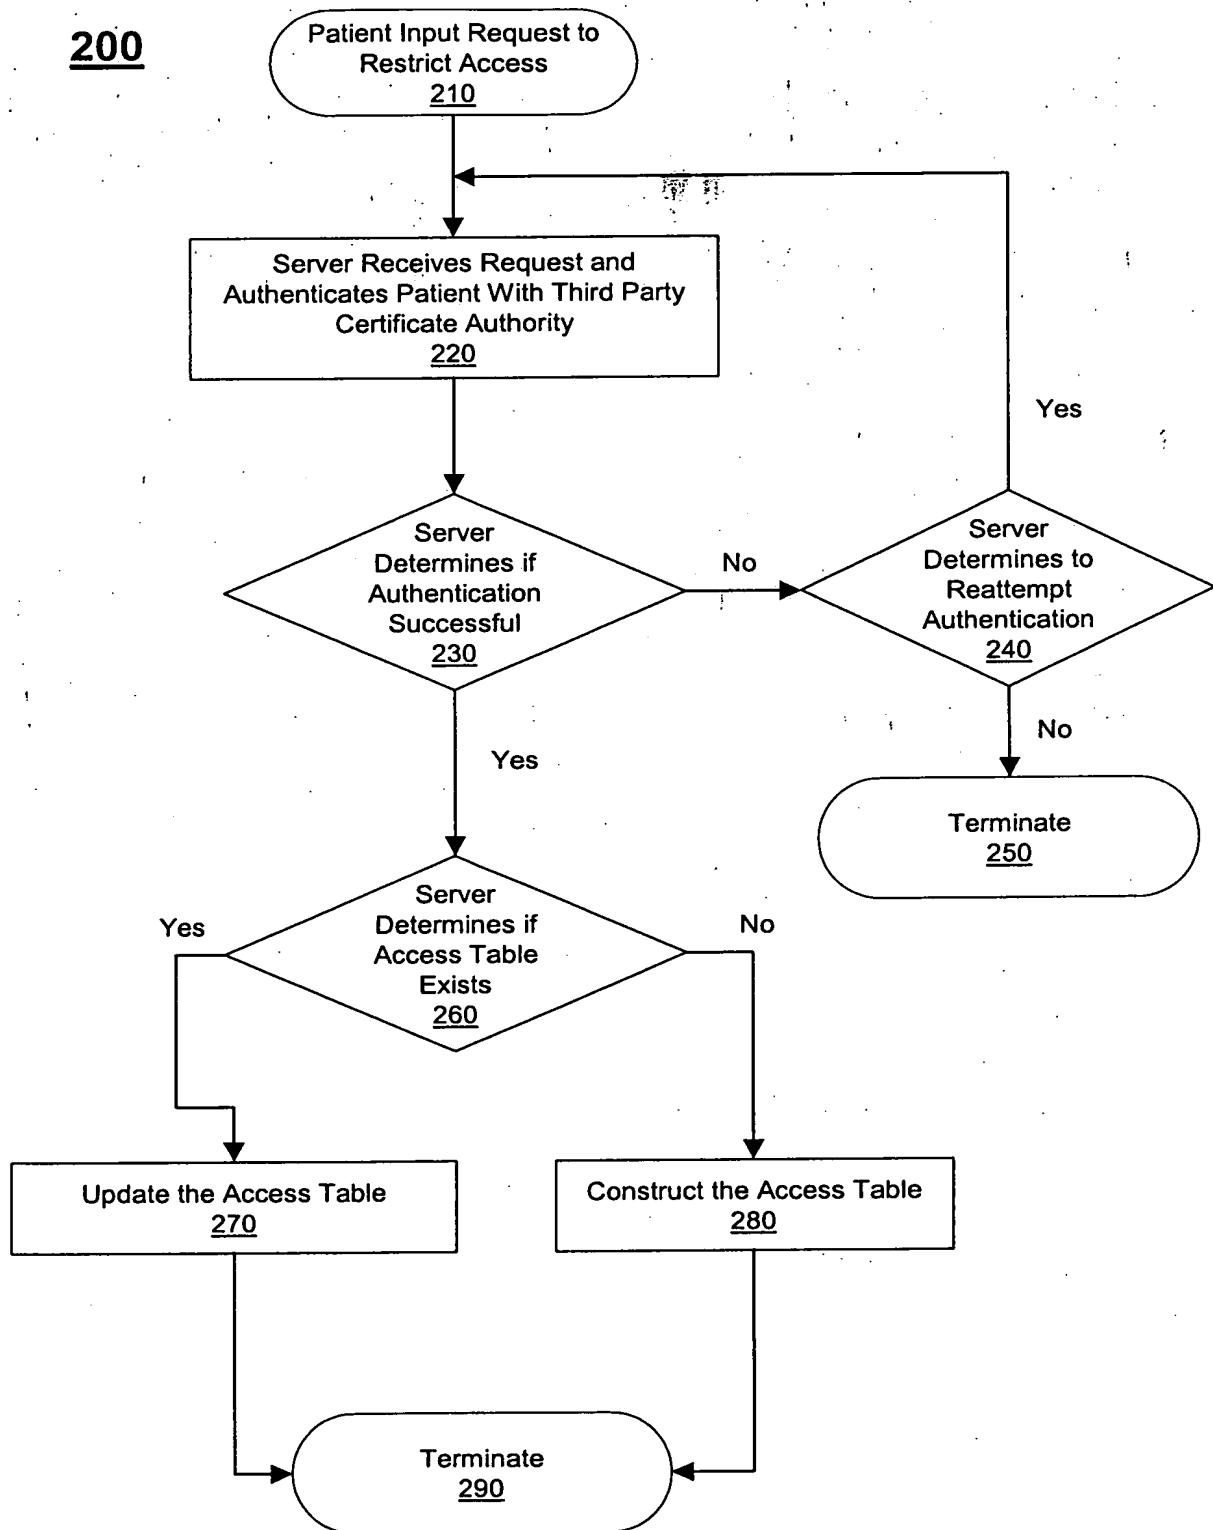 200
Patient Input Request to
Restrict Access
210
Server Receives Request and
Authenticates Patient With Third Party
Certificate Authority
220
Yes
Server
Determines if
Authentication
Successful
230
No
Server
Determines to
Reattempt
Authentication
240
No
Yes
Terminate
250
Server
Determines if
Access Table
Exists
260
Yes
No
Update the Access Table
270
Construct the Access Table
280
Terminate
290